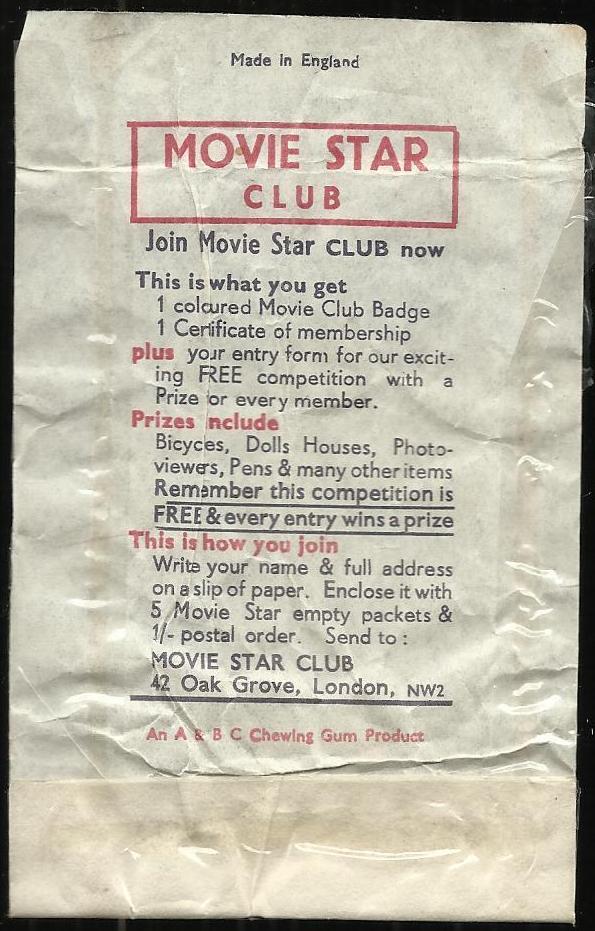 Made in England
MOVIE STAR
CLUB
Join Movie Star CLUB now
This is what you get
1 coloured Movie Club Badge
1 Certificate of membership
plus your entry form for our excit-
ing FREE competition with a
Prize for every member.
Prizes include
Bicycles, Dolls Houses, Photo-
viewers, Pens & many other items
Remember this competition is
FREE & every entry wins a prize
This is how you join
Write your name & full address
on a slip of paper. Enclose it with
5 Movie Star empty packets &
1/- postal order. Send to :
MOVIE STAR CLUB
42 Oak Grove, London, NW2
An A & B C Chewing Gum Product